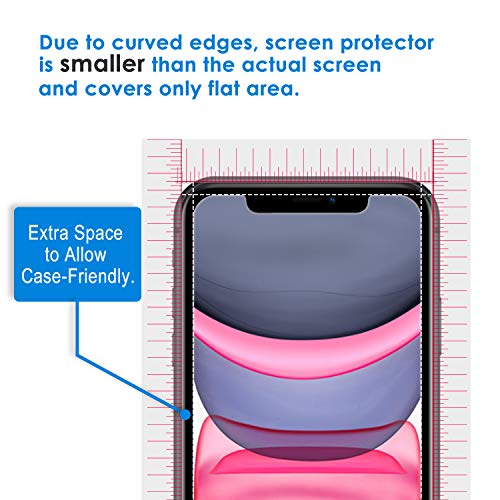 Due to curved edges, screen protector
is smaller than the actual screen
and covers only flat area.
Extra Space
to Allow
Case-Friendly.